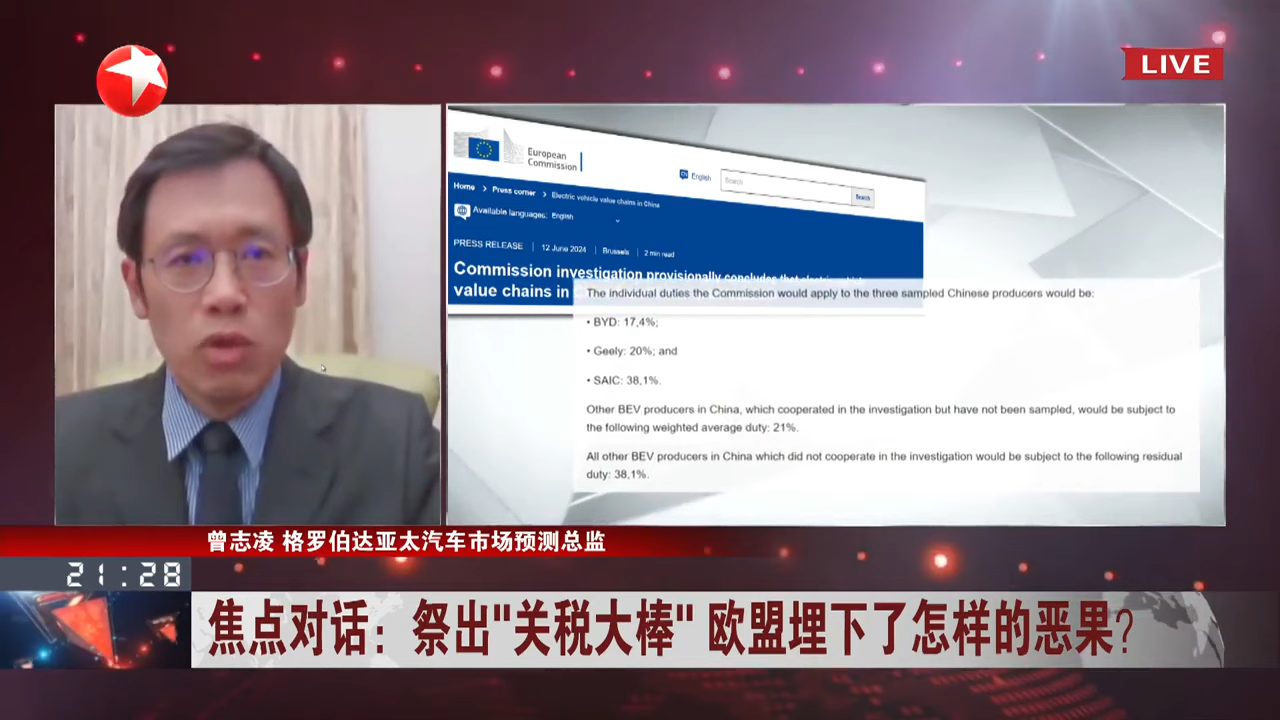 LIVE
European
Commission
EN English
Search
Search
Home > Press corner > Electric vehicle value chains in China
Available languages: English
PRESS RELEASE | 12 June 2024 | Brussels | 2 min read
Commission investigation provisionally concludes that
value chains in
The individual duties the Commission would apply to the three sampled Chinese producers would be:
• BYD: 17,4%;
• Geely: 20%; and
• SAIC: 38,1%.
Other BEV producers in China, which cooperated in the investigation but have not been sampled, would be subject to
the following weighted average duty: 21%.
All other BEV producers in China which did not cooperate in the investigation would be subject to the following residual
duty: 38,1%.
曾志凌 格罗伯达亚太汽车市场预测总监
21:28
焦点对话：祭出"关税大棒" 欧盟埋下了怎样的恶果?